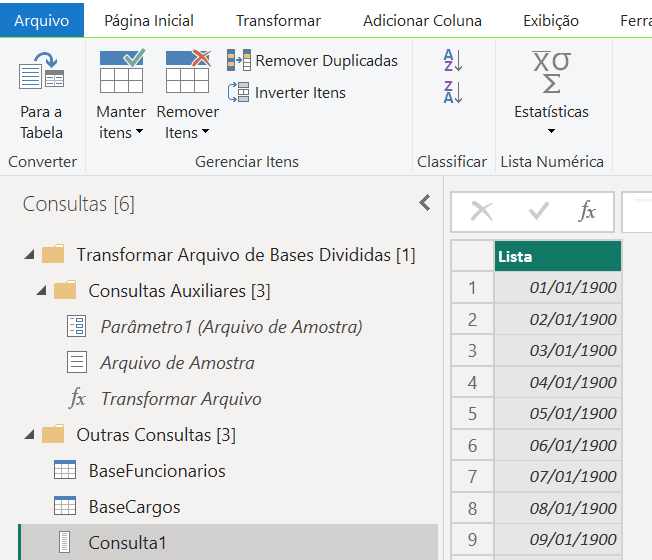 Arquivo Página Inicial Transformar Adicionar Coluna Exibição Ferra
Para a Tabela
Manter itens
Remover Itens
Remover Duplicadas
Inverter Itens
A Z
Z A
X̅σ Σ
Estatísticas
Converter Gerenciar Itens Classificar Lista Numérica
Consultas [6]
fx
Transformar Arquivo de Bases Divididas [1]
Consultas Auxiliares [3]
Parâmetro1 (Arquivo de Amostra)
Arquivo de Amostra
fx Transformar Arquivo
Outras Consultas [3]
BaseFuncionarios
BaseCargos
Consulta1
Lista
1 01/01/1900
2 02/01/1900
3 03/01/1900
4 04/01/1900
5 05/01/1900
6 06/01/1900
7 07/01/1900
8 08/01/1900
9 09/01/1900